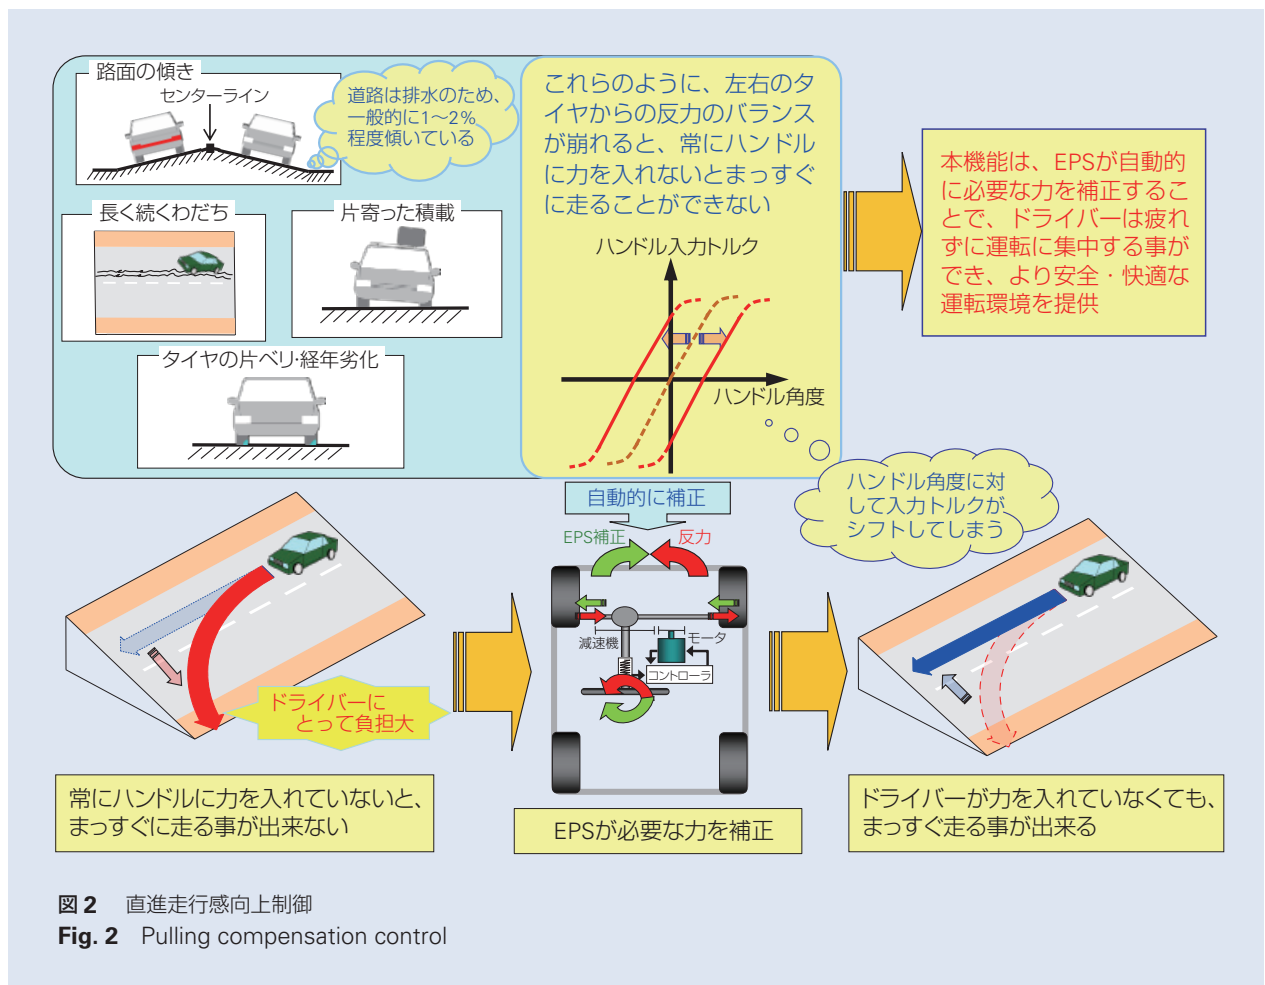 路面の傾き
センターライン
道路は排水のため、
一般的に1～2%
程度傾いている
長く続くわだち
片寄った積載
タイヤの片ベリ・経年劣化
これらのように、左右のタ
イヤからの反力のバランス
が崩れると、常にハンドル
に力を入れないとまっすぐ
に走ることができない
ハンドル入力トルク
ハンドル角度
本機能は、EPSが自動的
に必要な力を補正するこ
とで、ドライバーは疲れ
ずに運転に集中する事が
でき、より安全・快適な
運転環境を提供
自動的に補正
ハンドル角度に対
して入力トルクが
シフトしてしまう
EPS補正
反力
減速機
モータ
コントローラ
ドライバーに
とって負担大
常にハンドルに力を入れていないと、
まっすぐに走る事が出来ない
EPSが必要な力を補正
ドライバーが力を入れていなくても、
まっすぐ走る事が出来る
図2 直進走行感向上制御
Fig. 2 Pulling compensation control